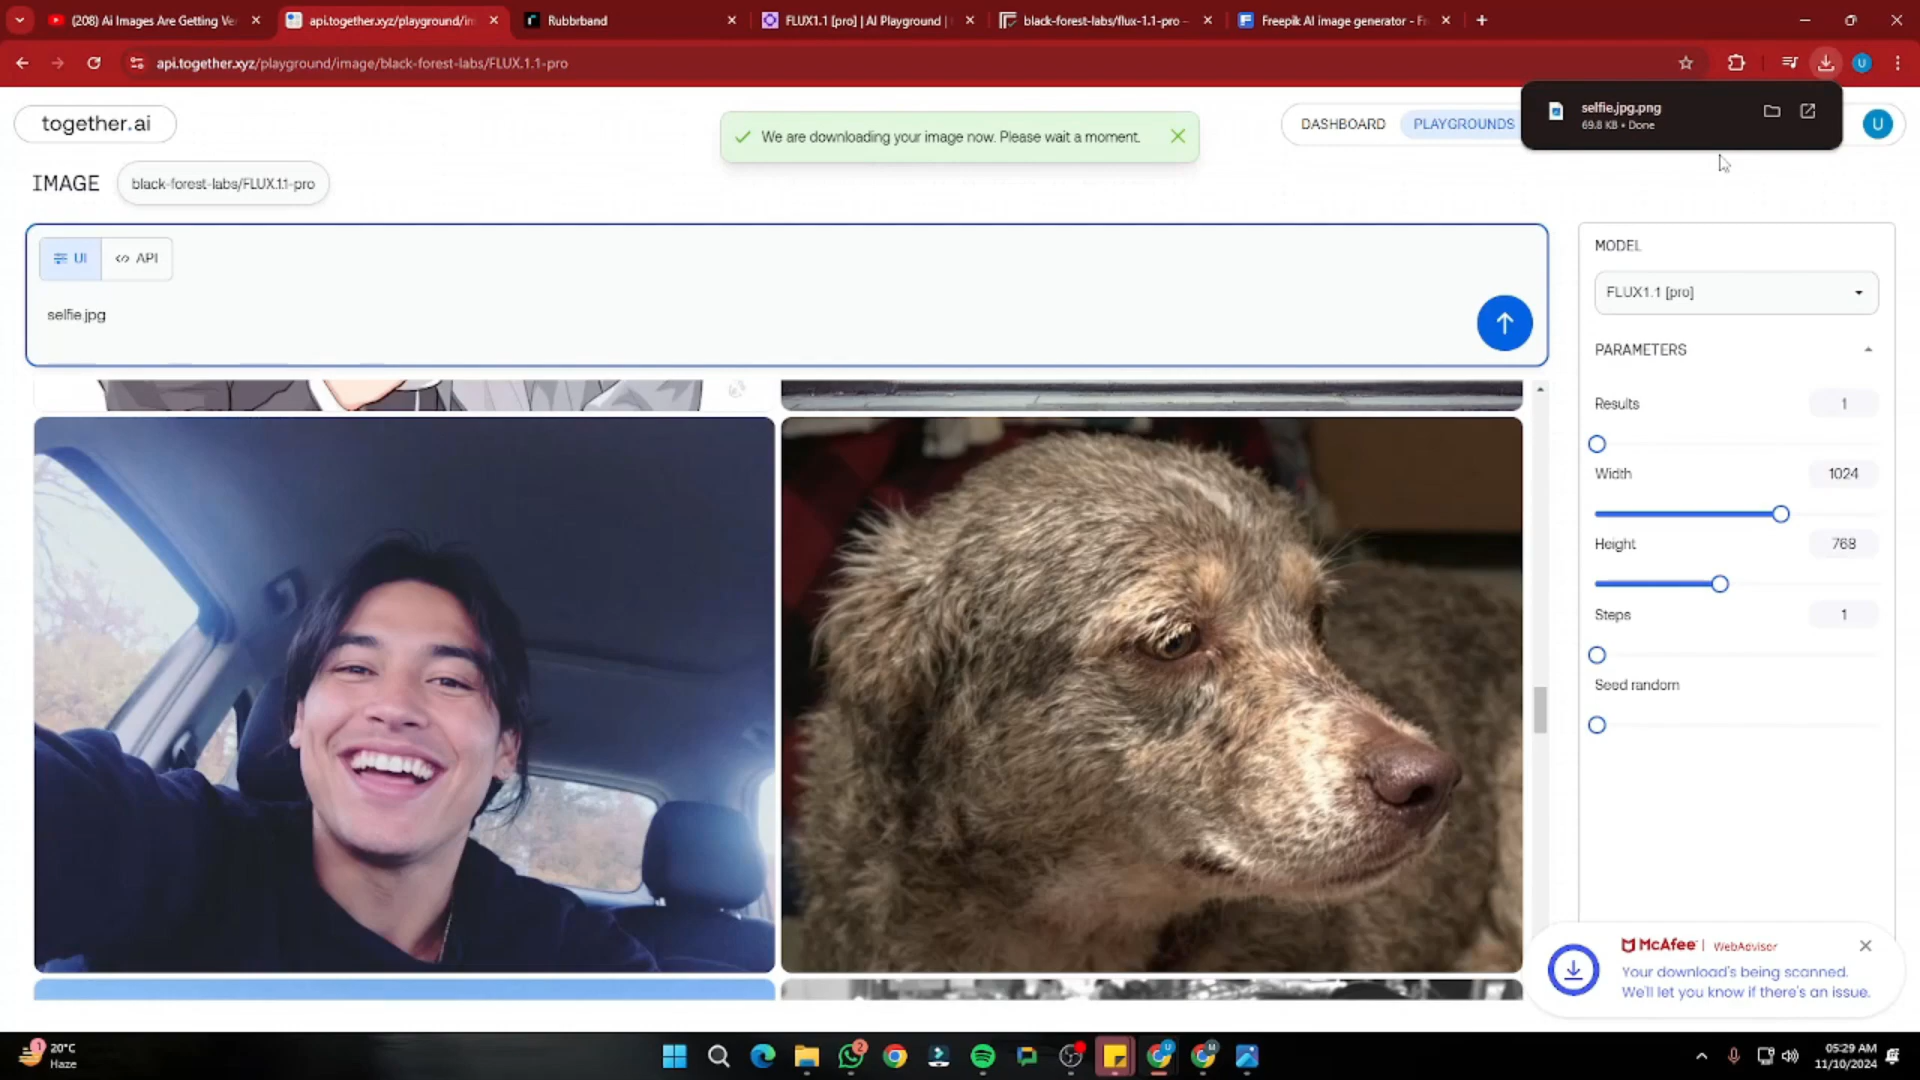 (208) Ai Images Are Getting Ve
api.together.xyz/playground/im
Rubbrband
FLUX1.1 [pro] | AI Playground |
black-forest-labs/flux-1.1-pro –
Freepik AI image generator - Fr
api.together.xyz/playground/image/black-forest-labs/FLUX.1.1-pro
U
together.ai
We are downloading your image now. Please wait a moment.
DASHBOARD
PLAYGROUNDS
selfie.jpg.png
69.8 KB • Done
U
IMAGE
black-forest-labs/FLUX.1.1-pro
UI
API
selfie.jpg
MODEL
FLUX1.1 [pro]
PARAMETERS
Results
1
Width
1024
Height
768
Steps
1
Seed random
McAfee | WebAdvisor
Your download's being scanned.
We'll let you know if there's an issue.
1
20°C
Haze
2
U
M
05:29 AM
11/10/2024